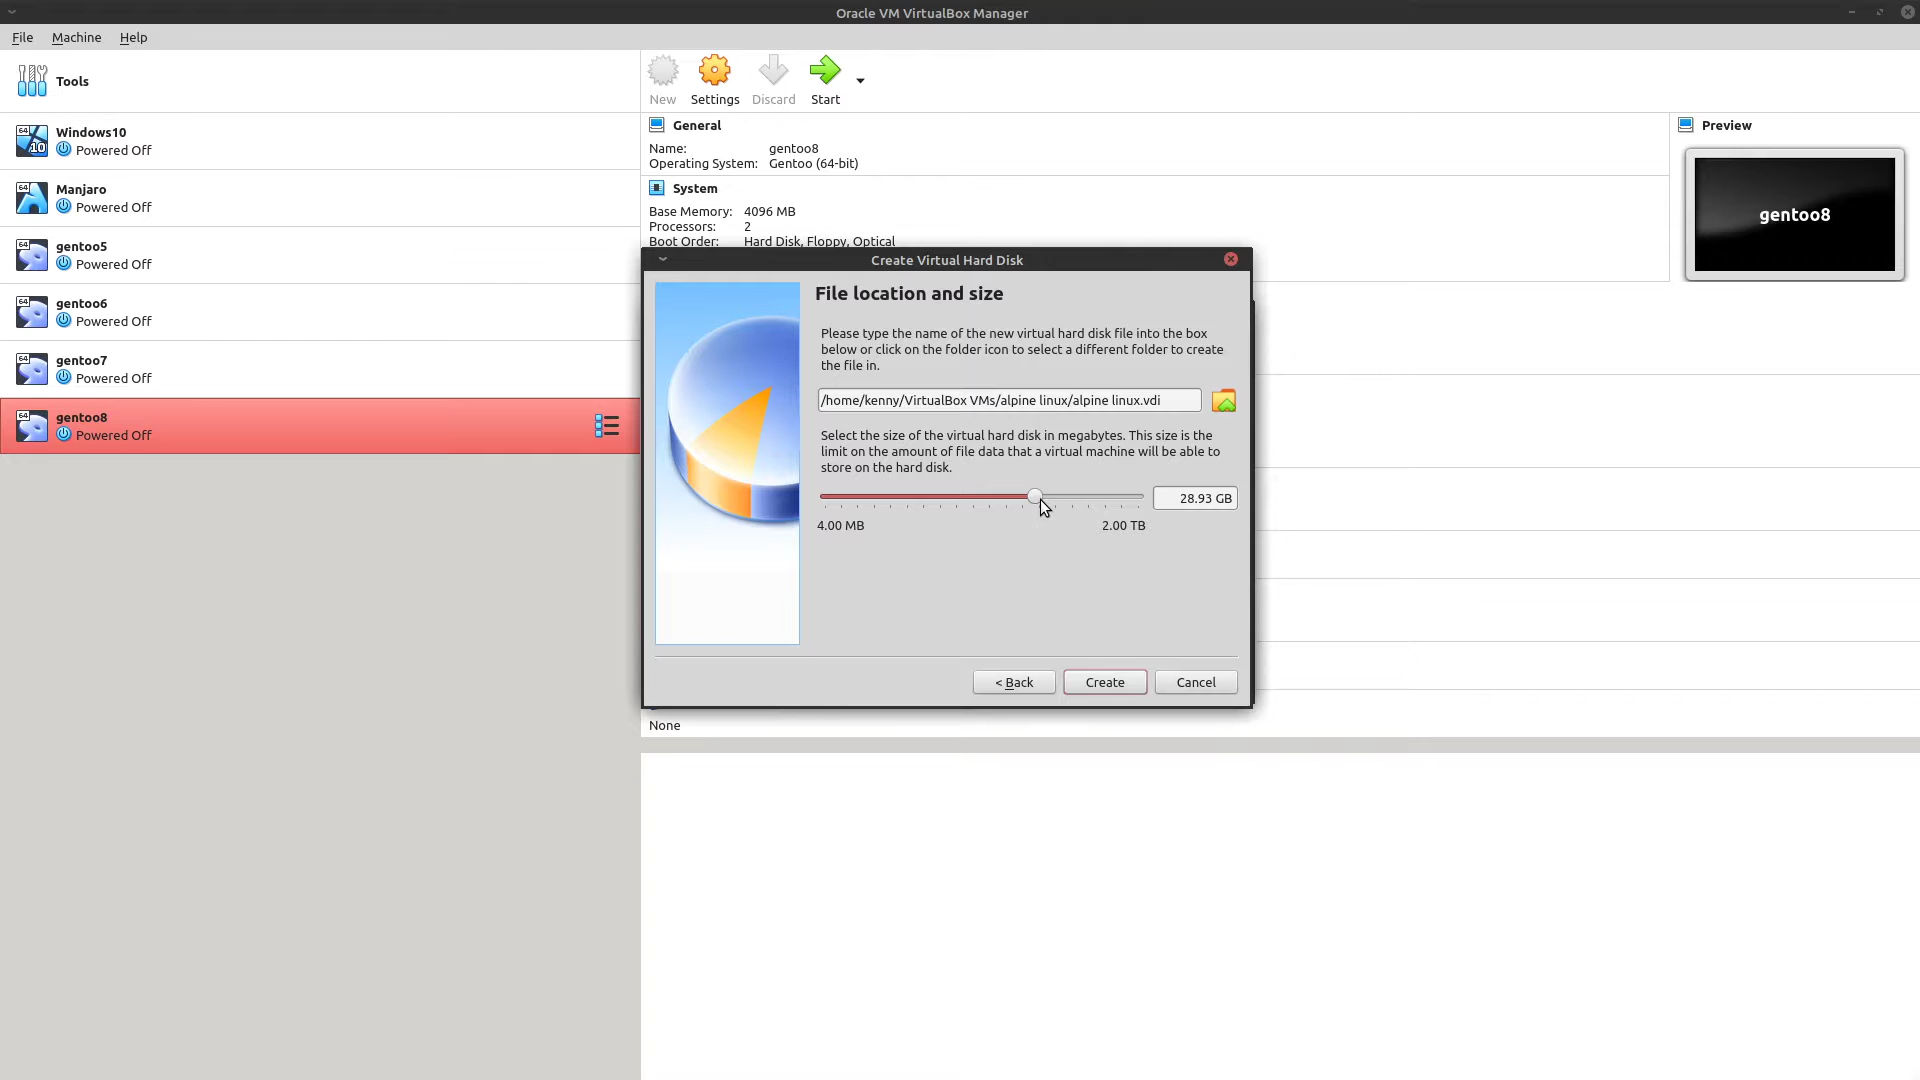 Oracle VM VirtualBox Manager
File Machine Help
Tools
New Settings Discard Start
64
10
Windows10
Powered Off
64
Manjaro
Powered Off
64
gentoo5
Powered Off
64
gentoo6
Powered Off
64
gentoo7
Powered Off
64
gentoo8
Powered Off
General
Name: gentoo8
Operating System: Gentoo (64-bit)
System
Base Memory: 4096 MB
Processors: 2
Boot Order: Hard Disk, Floppy, Optical
Preview
gentoo8
Create Virtual Hard Disk
File location and size
Please type the name of the new virtual hard disk file into the box
below or click on the folder icon to select a different folder to create
the file in.
/home/kenny/VirtualBox VMs/alpine linux/alpine linux.vdi
Select the size of the virtual hard disk in megabytes. This size is the
limit on the amount of file data that a virtual machine will be able to
store on the hard disk.
28.93 GB
4.00 MB 2.00 TB
< Back Create Cancel
None